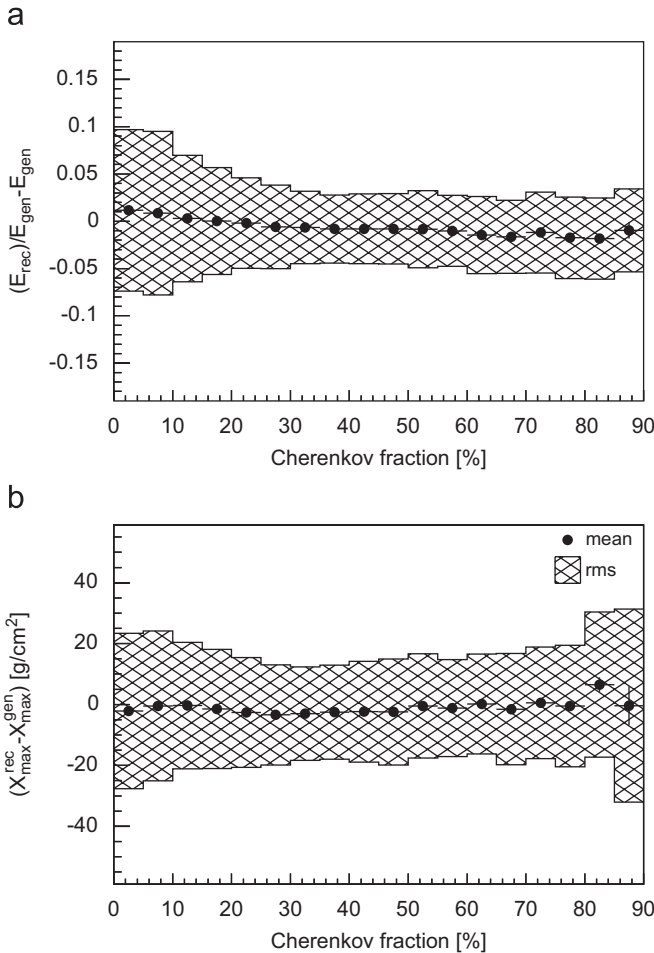 a
(E_rec)/E_gen-E_gen
0.15
0.1
0.05
0
-0.05
-0.1
-0.15
0 10 20 30 40 50 60 70 80 90
Cherenkov fraction [%]
b
(X_max^rec-X_max^gen) [g/cm²]
mean
rms
40
20
0
-20
-40
0 10 20 30 40 50 60 70 80 90
Cherenkov fraction [%]